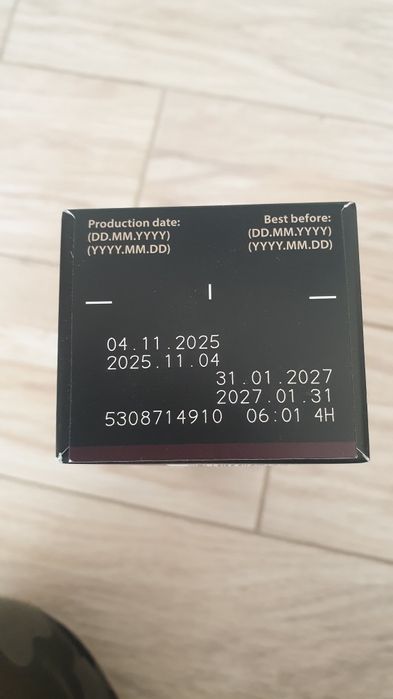 Production date:
(DD.MM.YYYY)
(YYYY.MM.DD)
Best before:
(DD.MM.YYYY)
(YYYY.MM.DD)
04.11.2025
2025.11.04
31.01.2027
2027.01.31
5308714910 06:01 4H